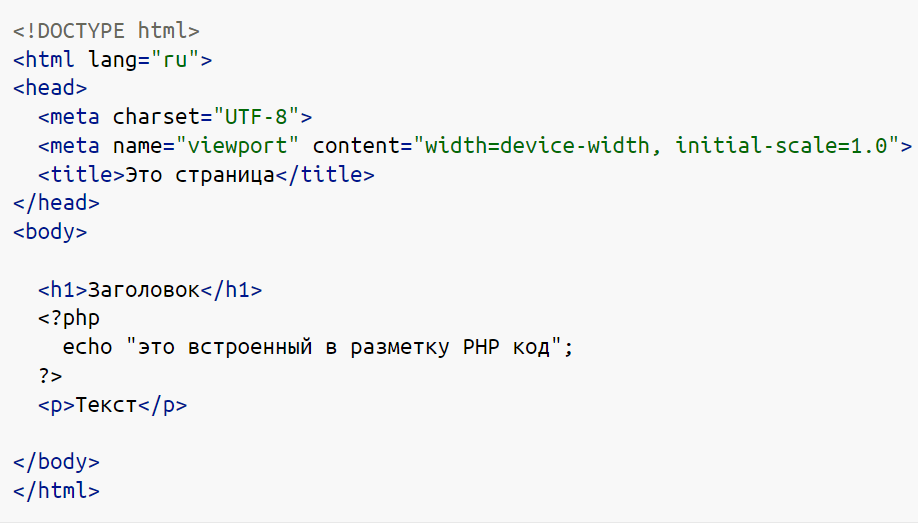 <!DOCTYPE html>
<html lang="ru">
<head>
  <meta charset="UTF-8">
  <meta name="viewport" content="width=device-width, initial-scale=1.0">
  <title>Это страница</title>
</head>
<body>

  <h1>Заголовок</h1>
  <?php
    echo "это встроенный в разметку PHP код";
  ?>
  <p>Текст</p>

</body>
</html>